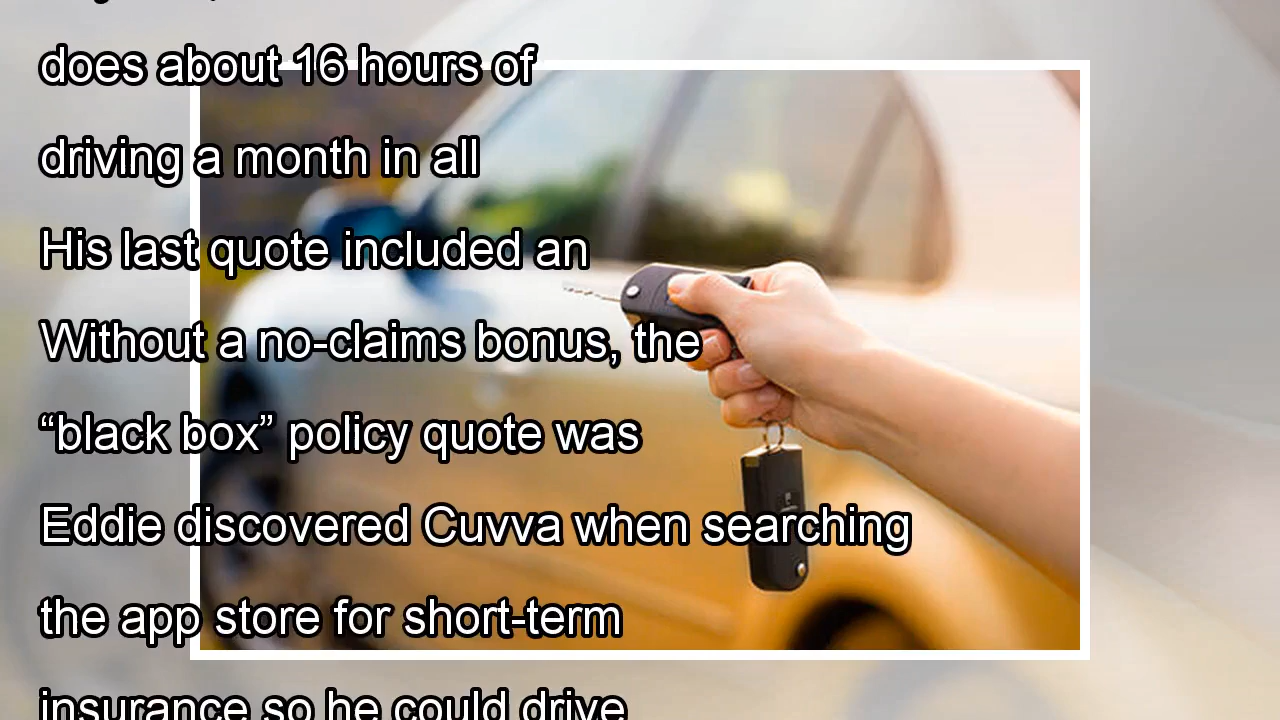 does about 16 hours of
driving a month in all
His last quote included an
Without a no-claims bonus, the
“black box” policy quote was
Eddie discovered Cuvva when searching
the app store for short-term
insurance so he could drive